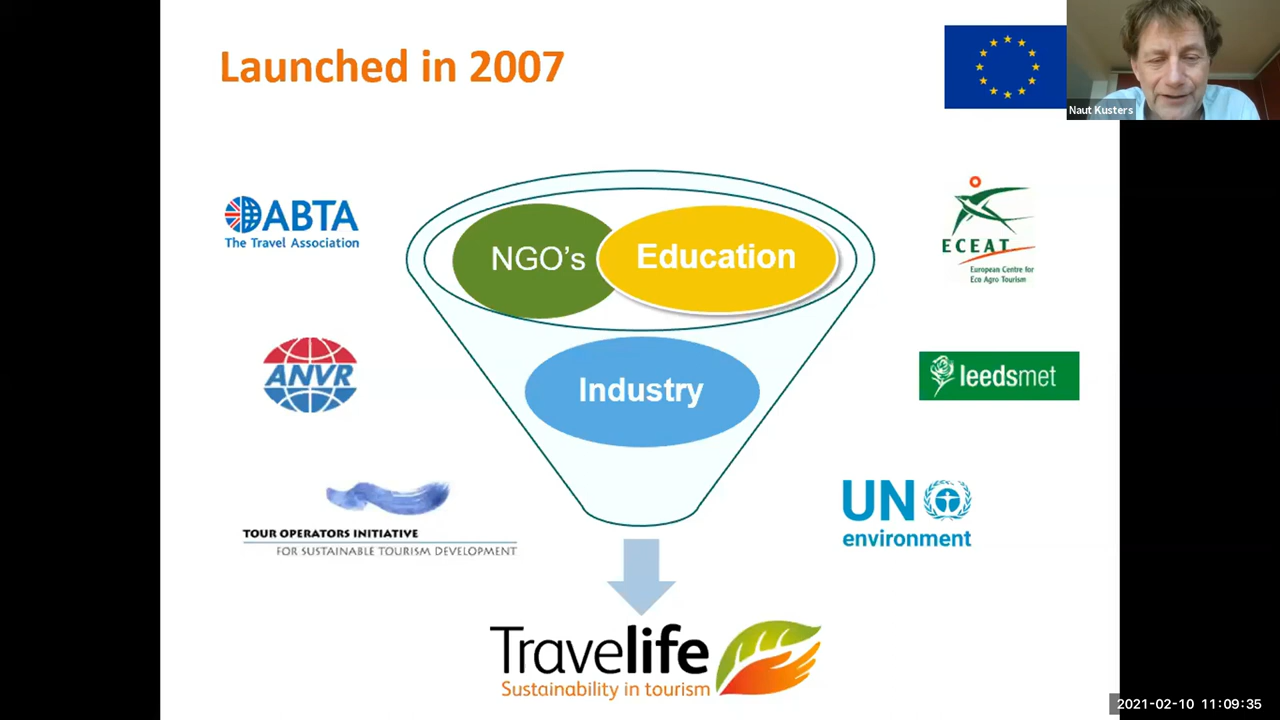 Launched in 2007
Naut Kusters
ABTA
The Travel Association
ECEAT
European Centre for
Eco Agro Tourism
NGO's
Education
ANVR
Industry
leedsmet
TOUR OPERATORS INITIATIVE
FOR SUSTAINABLE TOURISM DEVELOPMENT
UN
environment
Travelife
Sustainability in tourism
2021-02-10 11:09:35